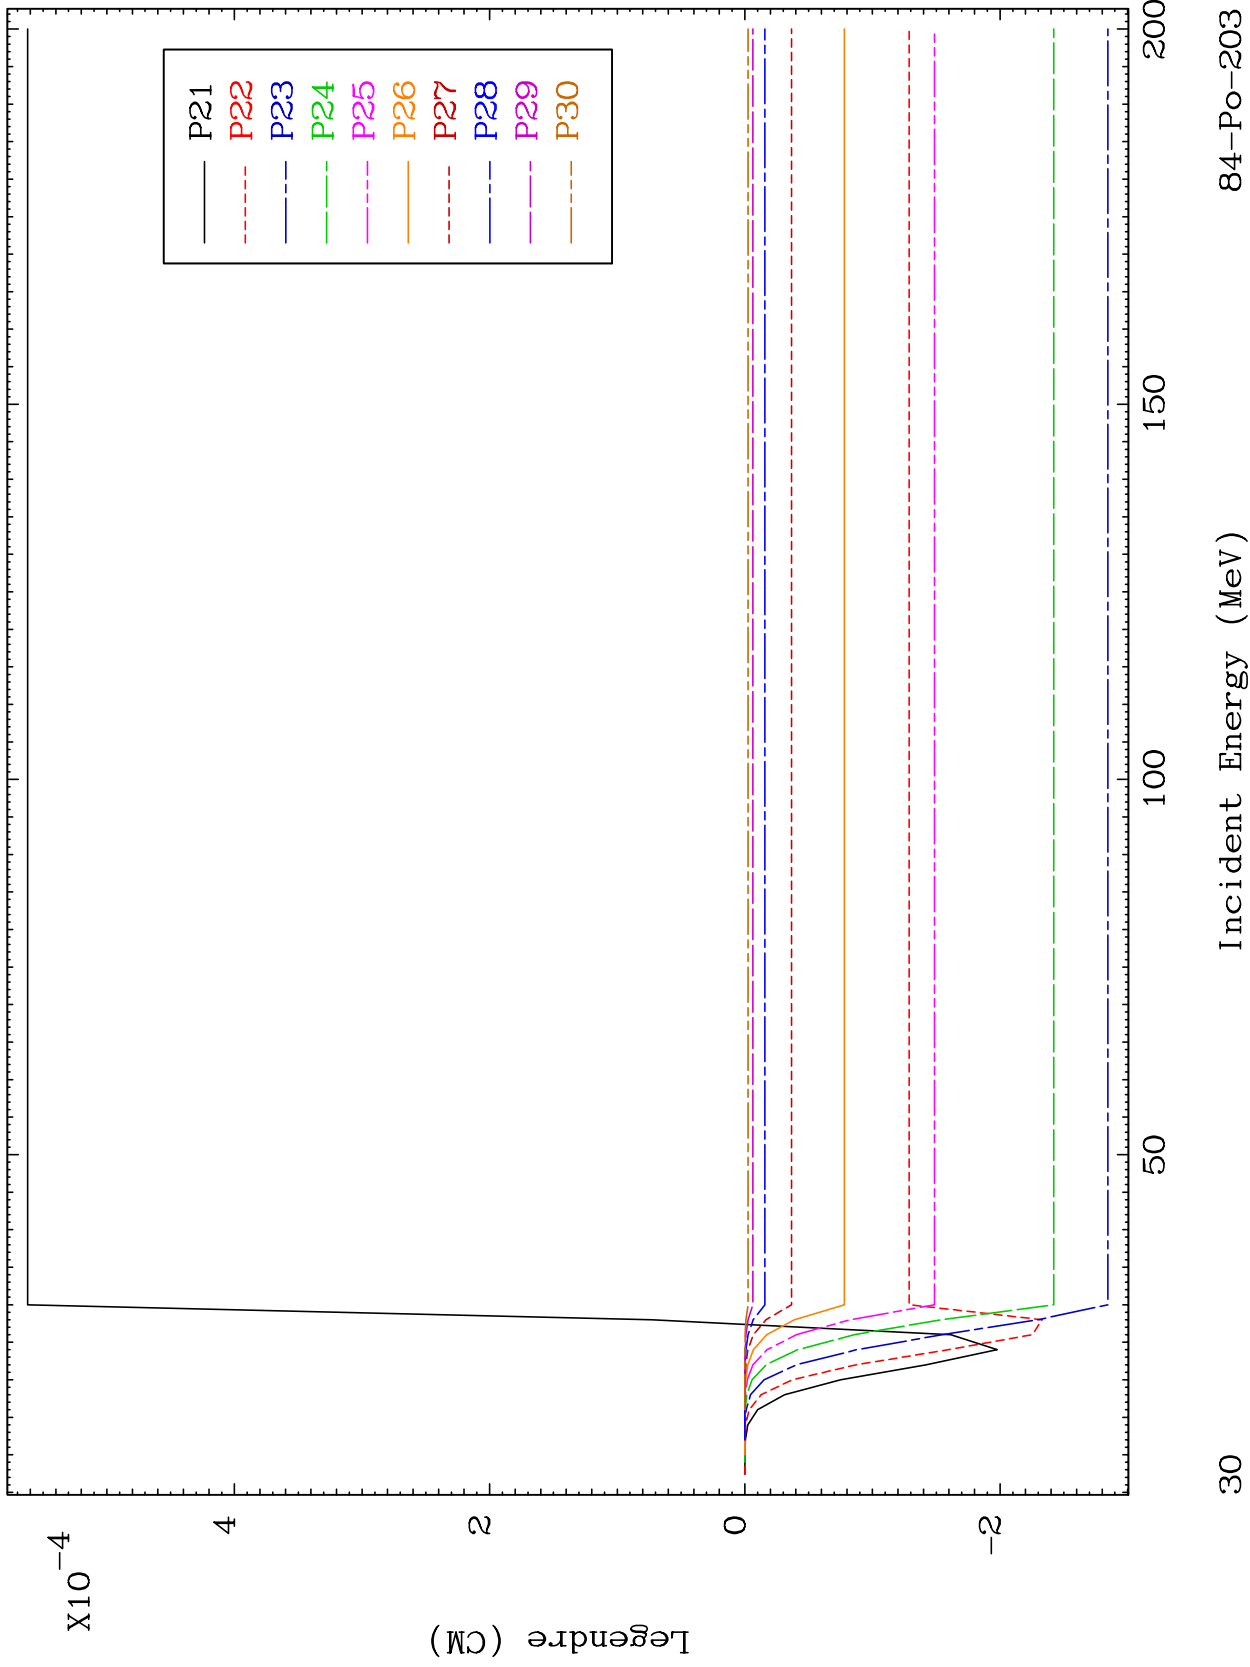 X10-4
Legendre (CM)
4
2
0
-2
P21
P22
P23
P24
P25
P26
P27
P28
P29
P30
50
100
150
200
Incident Energy (MeV)
30
84-Po-203